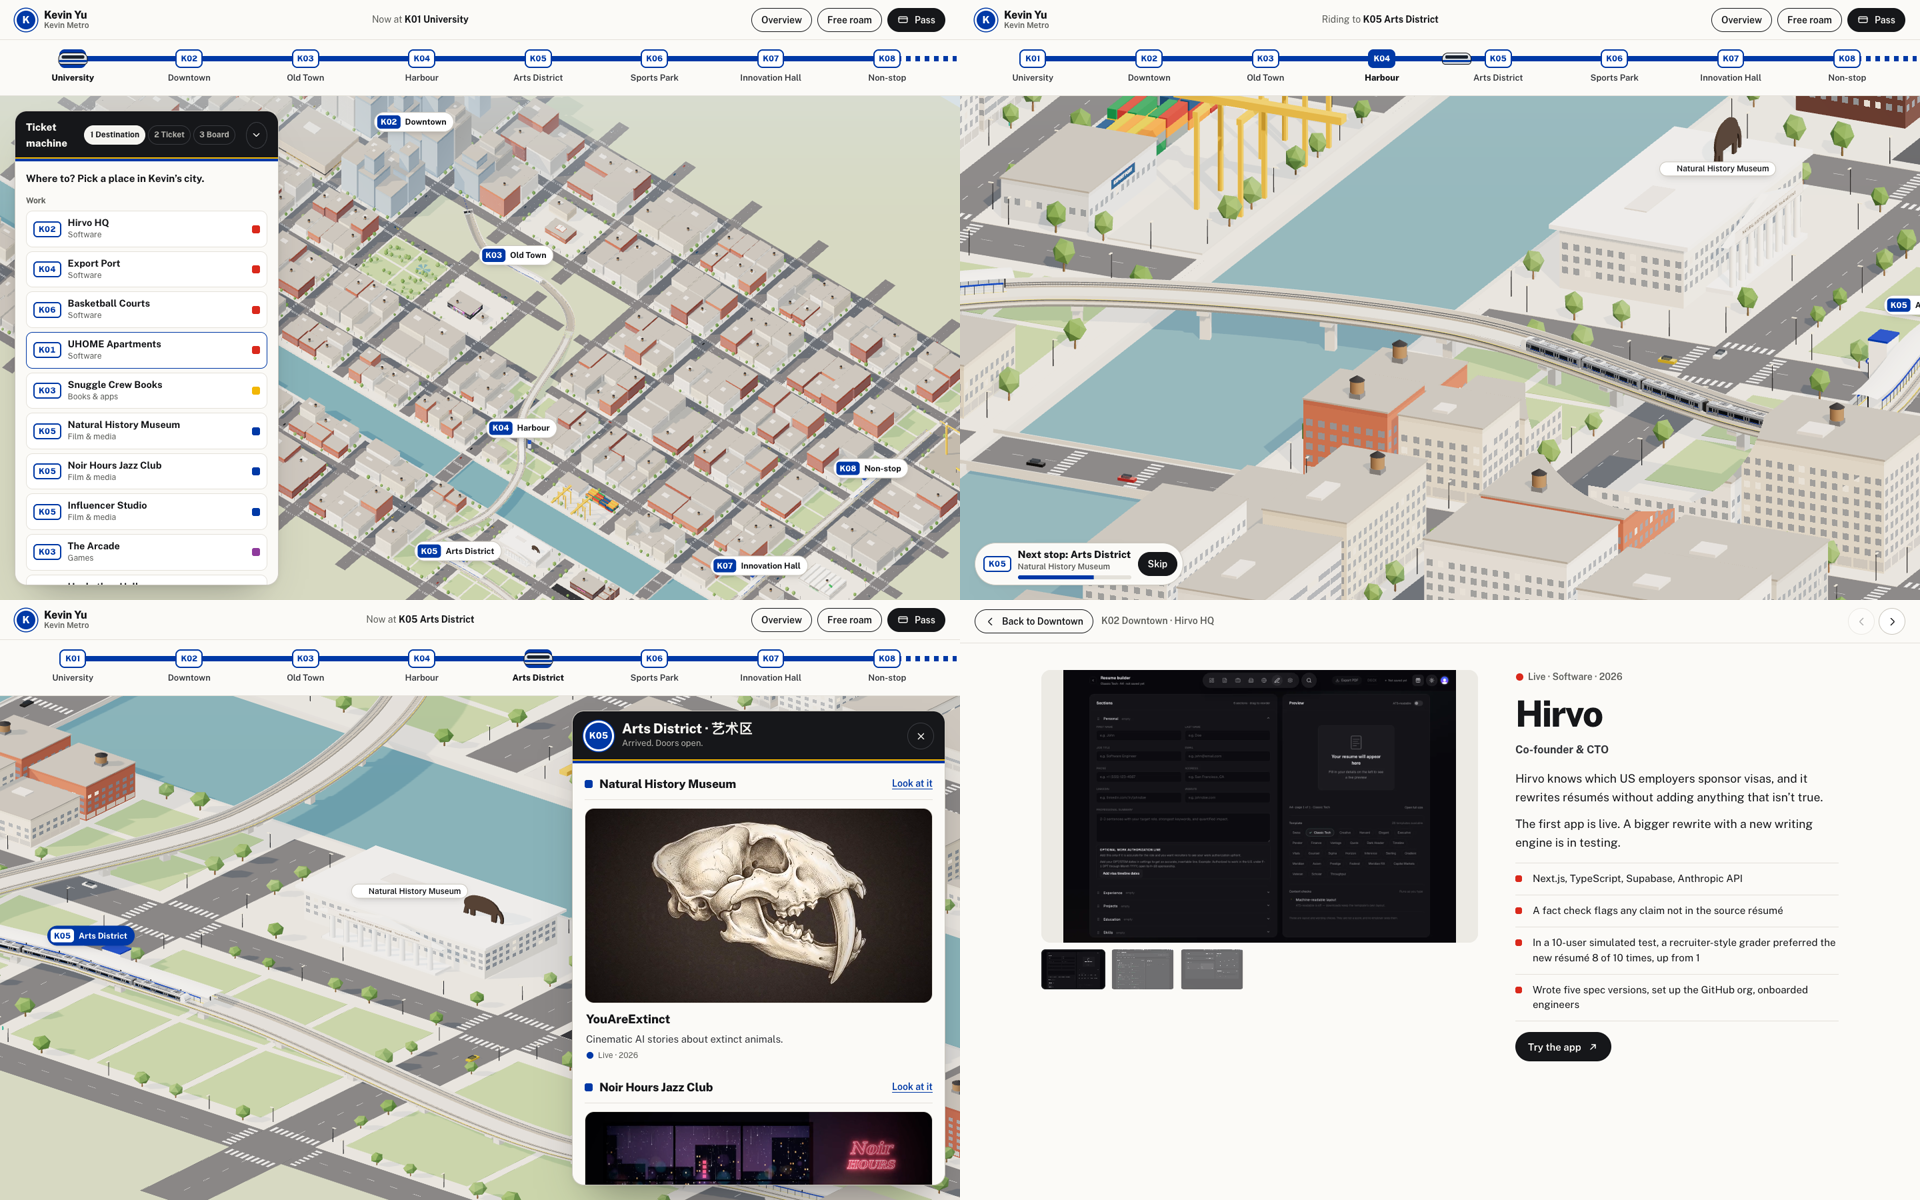 Kevin Yu
Kevin Metro
Now at K01 University
Overview
Free roam
Pass
K02
K03
K04
K05
K06
K07
K08
University
Downtown
Old Town
Harbour
Arts District
Sports Park
Innovation Hall
Non-stop
Ticket machine
1 Destination
2 Ticket
3 Board
Where to? Pick a place in Kevin's city.
Work
K02 Hirvo HQ
Software
K04 Export Port
Software
K06 Basketball Courts
Software
K01 UHOME Apartments
Software
K03 Snuggle Crew Books
Books & apps
K05 Natural History Museum
Film & media
K05 Noir Hours Jazz Club
Film & media
K05 Influencer Studio
Film & media
K03 The Arcade
Games
K02 Downtown
K03 Old Town
K04 Harbour
K08 Non-stop
K05 Arts District
K07 Innovation Hall
Kevin Yu
Kevin Metro
Riding to K05 Arts District
Overview
Free roam
Pass
K01
K02
K03
K04
K05
K06
K07
K08
University
Downtown
Old Town
Harbour
Arts District
Sports Park
Innovation Hall
Non-stop
Natural History Museum
K05 A
K05
Next stop: Arts District
Natural History Museum
Skip
Kevin Yu
Kevin Metro
Now at K05 Arts District
Overview
Free roam
Pass
K01
K02
K03
K04
K06
K07
K08
University
Downtown
Old Town
Harbour
Arts District
Sports Park
Innovation Hall
Non-stop
Natural History Museum
K05 Arts District
K05
Arts District · 艺术区
Arrived. Doors open.
Natural History Museum
Look at it
YouAreExtinct
Cinematic AI stories about extinct animals.
Live · 2026
Noir Hours Jazz Club
Look at it
Noir
HOURS
Back to Downtown
K02 Downtown · Hirvo HQ
Resume builder
Sections
Preview
Your resume will appear
here
Live · Software · 2026
Hirvo
Co-founder & CTO
Hirvo knows which US employers sponsor visas, and it
rewrites résumés without adding anything that isn't true.
The first app is live. A bigger rewrite with a new writing
engine is in testing.
Next.js, TypeScript, Supabase, Anthropic API
A fact check flags any claim not in the source résumé
In a 10-user simulated test, a recruiter-style grader preferred the
new résumé 8 of 10 times, up from 1
Wrote five spec versions, set up the GitHub org, onboarded
engineers
Try the app